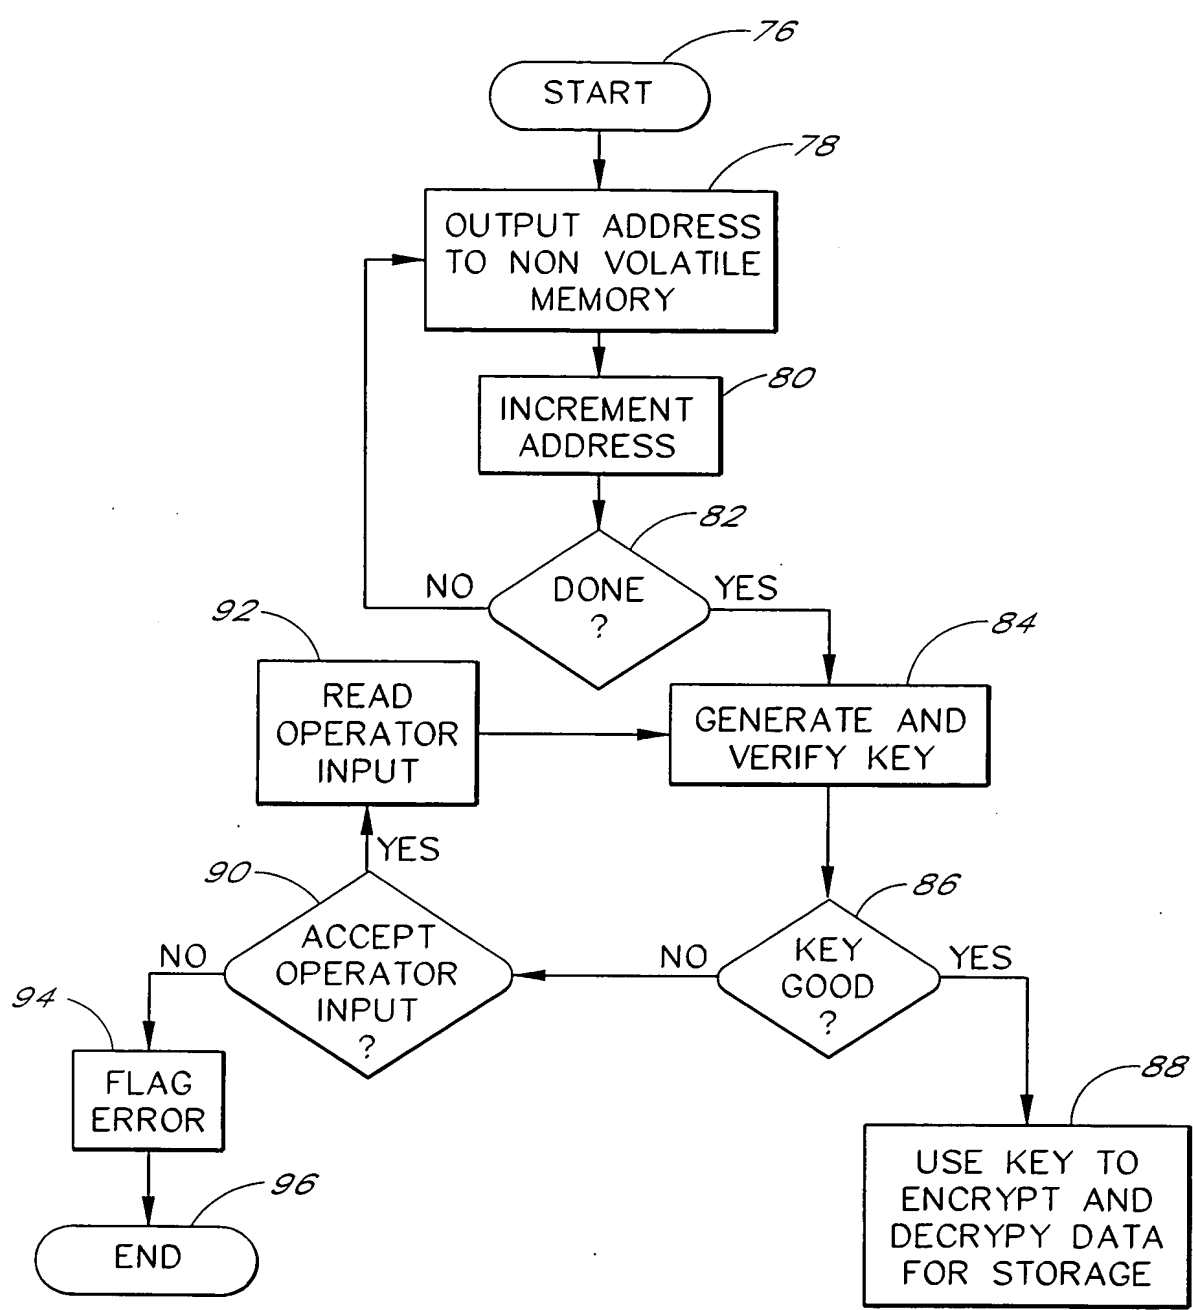 76
START
78
OUTPUT ADDRESS
TO NON VOLATILE
MEMORY
80
INCREMENT
ADDRESS
82
DONE
?
NO
YES
92
READ
OPERATOR
INPUT
84
GENERATE AND
VERIFY KEY
YES
90
ACCEPT
OPERATOR
INPUT
?
NO
86
KEY
GOOD
?
NO
YES
94
FLAG
ERROR
96
END
88
USE KEY TO
ENCRYPT AND
DECRYPY DATA
FOR STORAGE